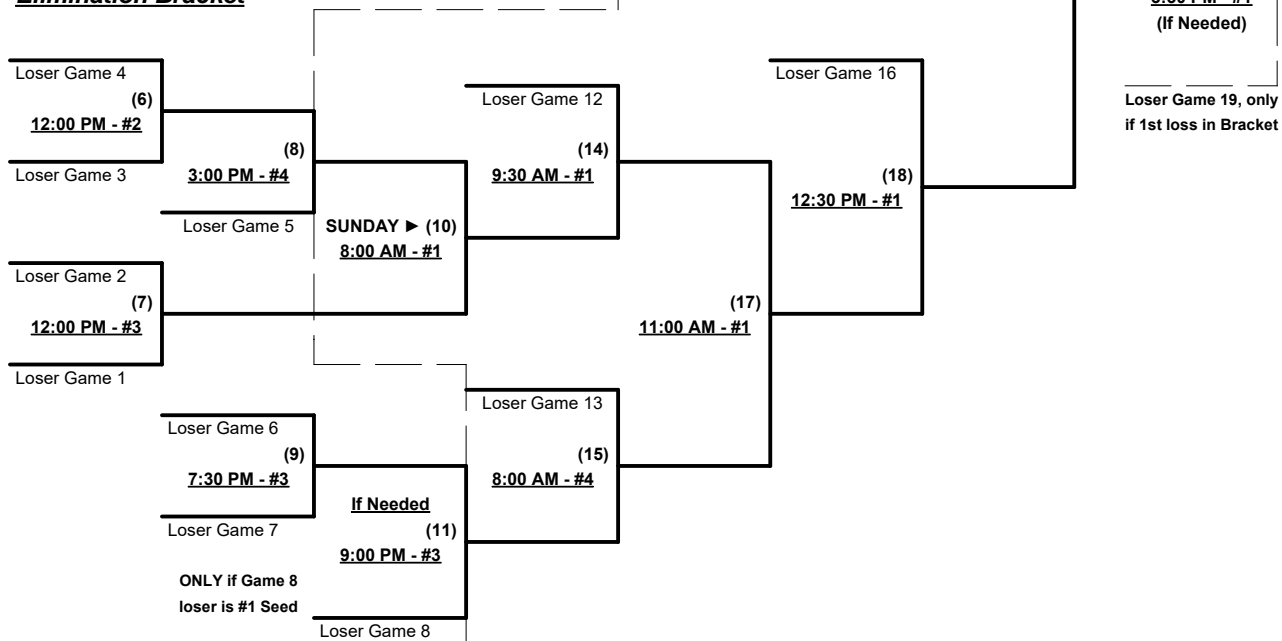 Elimination Bracket
(If Needed)
Loser Game 19, only
if 1st loss in Bracket
Loser Game 4
(6)
12:00 PM - #2
Loser Game 3
(8)
3:00 PM - #4
Loser Game 5
Loser Game 2
(7)
12:00 PM - #3
Loser Game 1
SUNDAY ► (10)
8:00 AM - #1
Loser Game 12
(14)
9:30 AM - #1
Loser Game 16
(18)
12:30 PM - #1
(17)
11:00 AM - #1
Loser Game 6
(9)
7:30 PM - #3
Loser Game 7
If Needed
(11)
9:00 PM - #3
ONLY if Game 8
loser is #1 Seed
Loser Game 8
Loser Game 13
(15)
8:00 AM - #4